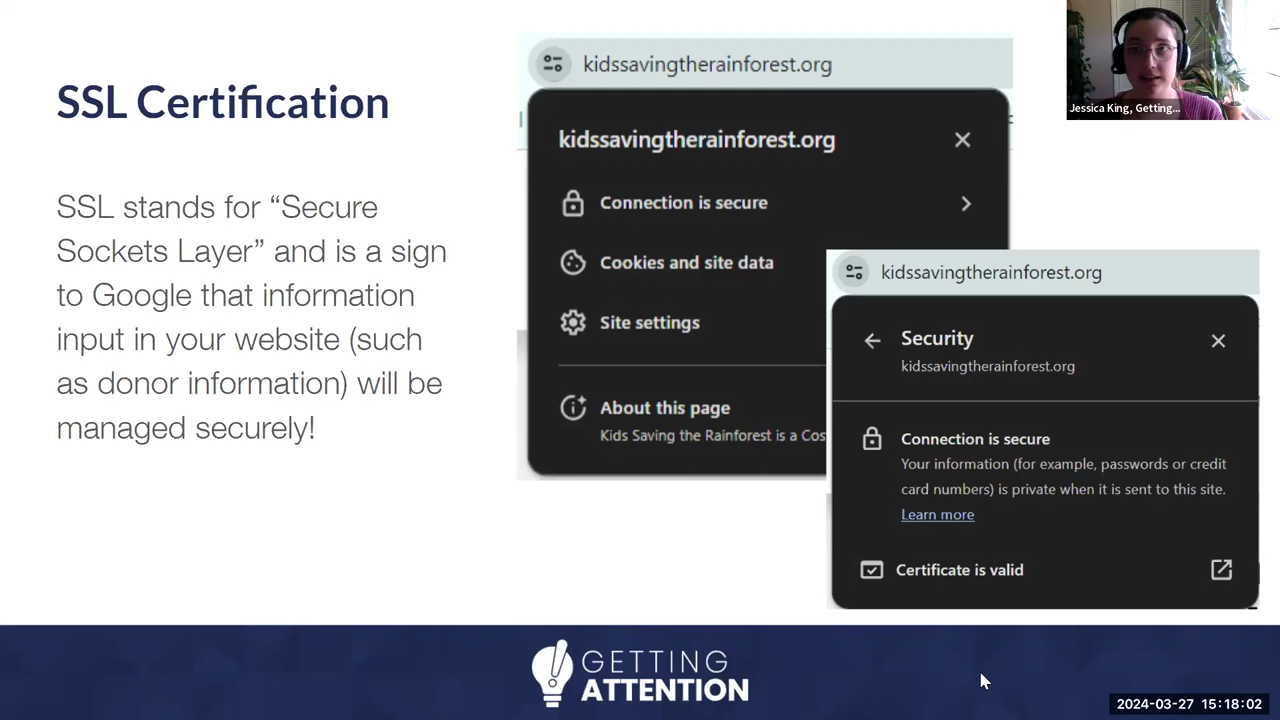 SSL Certification
SSL stands for “Secure
Sockets Layer” and is a sign
to Google that information
input in your website (such
as donor information) will be
managed securely!
kidssavingtherainforest.org
kidssavingtherainforest.org
Connection is secure
Cookies and site data
Site settings
About this page
Kids Saving the Rainforest is a Cos
kidssavingtherainforest.org
Security
kidssavingtherainforest.org
Connection is secure
Your information (for example, passwords or credit
card numbers) is private when it is sent to this site.
Learn more
Certificate is valid
Jessica King, Getting...
GETTING
ATTENTION
2024-03-27 15:18:02